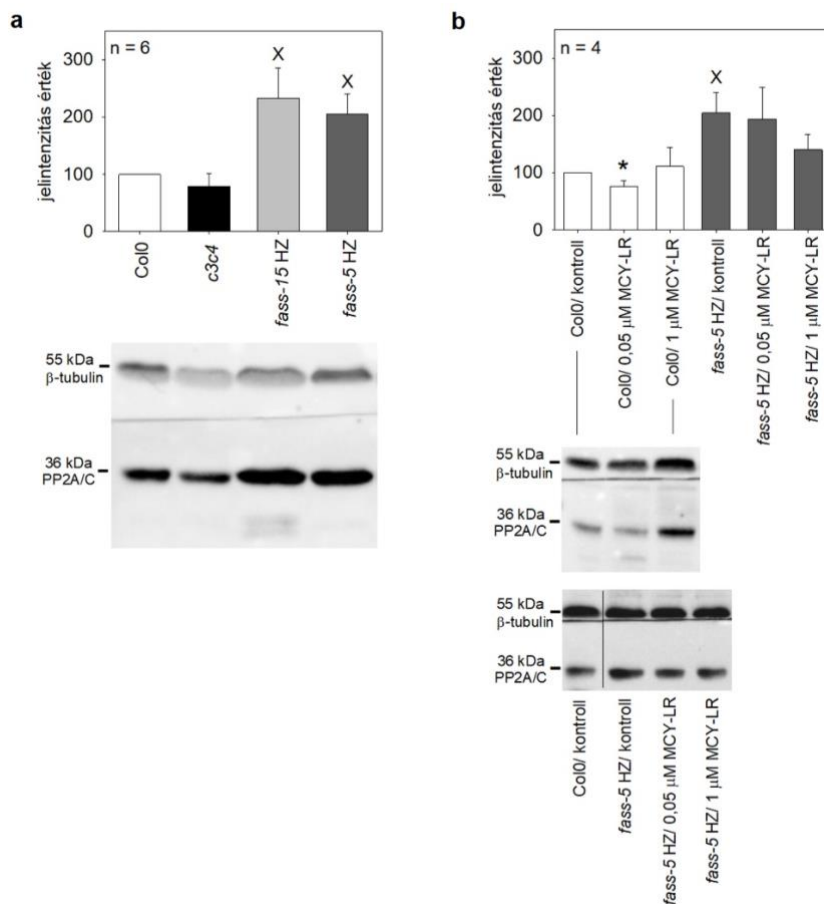 a
n = 6
jelintenzitás érték
300
200
100
0
X
X
Col0
c3c4
fass-15 HZ
fass-5 HZ
55 kDa
β-tubulin
36 kDa
PP2A/C
b
n = 4
jelintenzitás érték
300
200
100
0
*
X
Col0/ kontroll
Col0/ 0,05 μM MCY-LR
Col0/ 1 μM MCY-LR
fass-5 HZ/ kontroll
fass-5 HZ/ 0,05 μM MCY-LR
fass-5 HZ/ 1 μM MCY-LR
55 kDa
β-tubulin
36 kDa
PP2A/C
55 kDa
β-tubulin
36 kDa
PP2A/C
Col0/ kontroll
fass-5 HZ/ kontroll
fass-5 HZ/ 0,05 μM MCY-LR
fass-5 HZ/ 1 μM MCY-LR